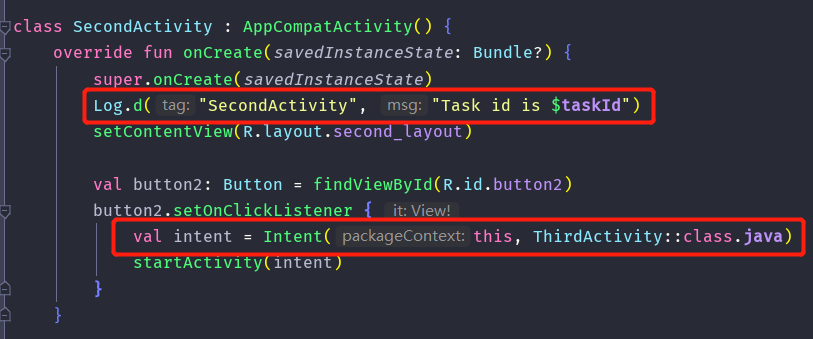 class SecondActivity : AppCompatActivity() {
override fun onCreate(savedInstanceState: Bundle?) {
super.onCreate(savedInstanceState)
Log.d( tag: "SecondActivity", msg: "Task id is $taskId")
setContentView(R.layout.second_layout)
val button2: Button = findViewById(R.id.button2)
button2.setOnClickListener { it: View!
val intent = Intent( packageContext: this, ThirdActivity::class.java)
startActivity(intent)
}
}